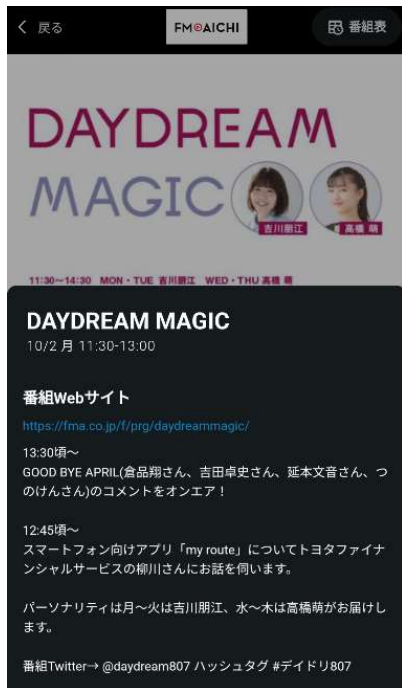 戻る
FM AICHI
番組表
DAYDREAM
MAGIC
吉川朋江
高橋 萌
11:30~14:30 MON・TUE 吉川朋江 WED・THU 高橋 萌
DAYDREAM MAGIC
10/2 月 11:30-13:00
番組Webサイト
https://fma.co.jp/f/prg/daydreammagic/
13:30頃～
GOOD BYE APRIL(倉品翔さん、吉田卓史さん、延本文音さん、つ
のけんさん)のコメントをオンエア！
12:45頃～
スマートフォン向けアプリ「my route」についてトヨタファイナ
ンシャルサービスの柳川さんにお話を伺います。
パーソナリティは月～火は吉川朋江、水～木は高橋萌がお届けし
ます。
番組Twitter→ @daydream807 ハッシュタグ #デイドリ807